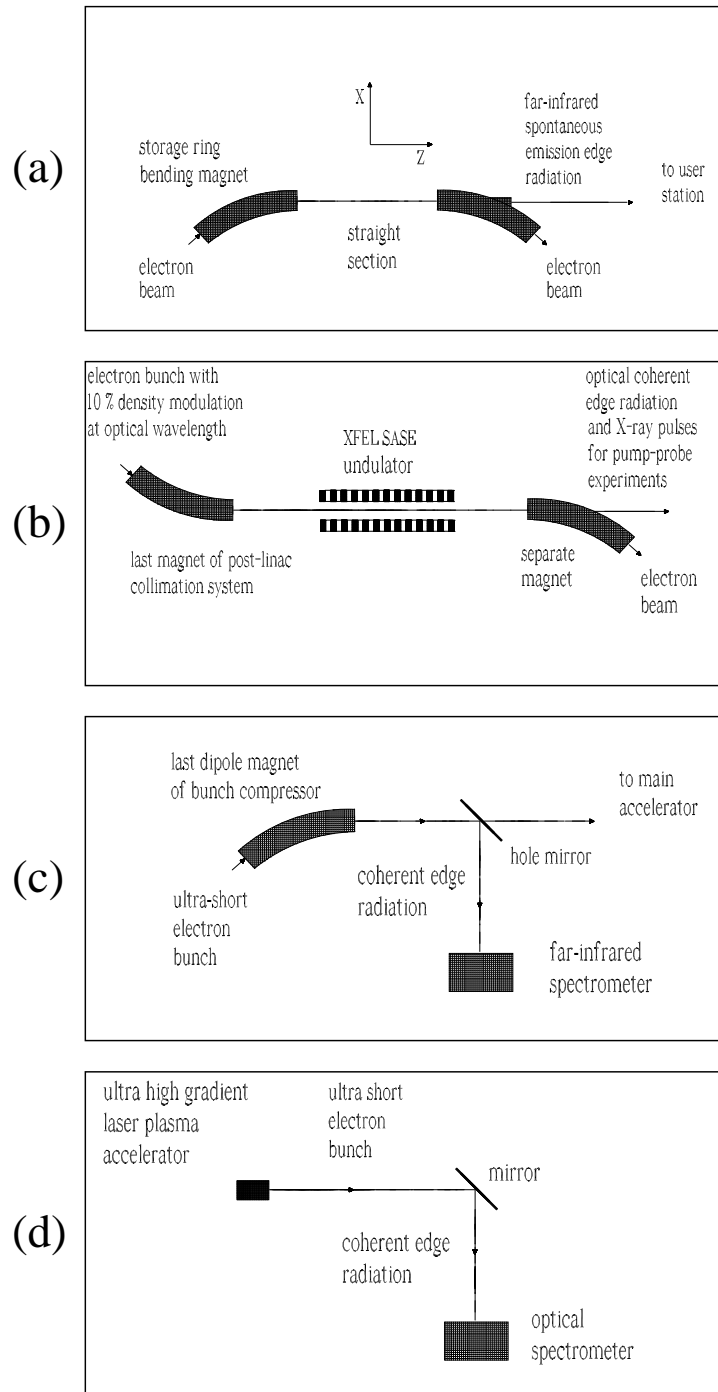 (a)
X
Z
storage ring
bending magnet
far-infrared
spontaneous
emission edge
radiation
to user
station
straight
section
electron
beam
electron
beam
(b)
electron bunch with
10 % density modulation
at optical wavelength
XFEL SASE
undulator
optical coherent
edge radiation
and X-ray pulses
for pump-probe
experiments
last magnet of post-linac
collimation system
separate
magnet
electron
beam
(c)
last dipole magnet
of bunch compressor
to main
accelerator
hole mirror
coherent edge
radiation
ultra-short
electron
bunch
far-infrared
spectrometer
(d)
ultra high gradient
laser plasma
accelerator
ultra short
electron
bunch
mirror
coherent edge
radiation
optical
spectrometer